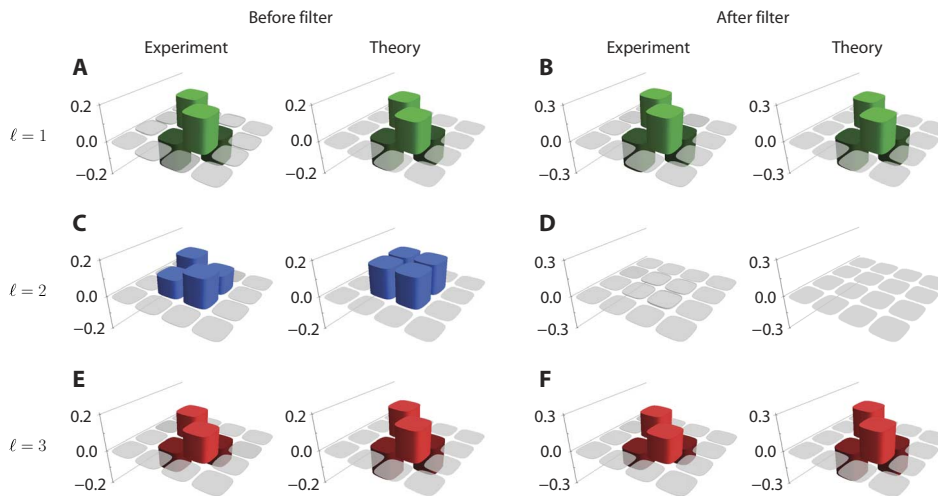 Before filter After filter
Experiment Theory Experiment Theory
A B
ℓ = 1
0.2 0.2 0.3 0.3
0.0 0.0 0.0 0.0
−0.2 −0.2 −0.3 −0.3
C D
ℓ = 2
0.2 0.2 0.3 0.3
0.0 0.0 0.0 0.0
−0.2 −0.2 −0.3 −0.3
E F
ℓ = 3
0.2 0.2 0.3 0.3
0.0 0.0 0.0 0.0
−0.2 −0.2 −0.3 −0.3